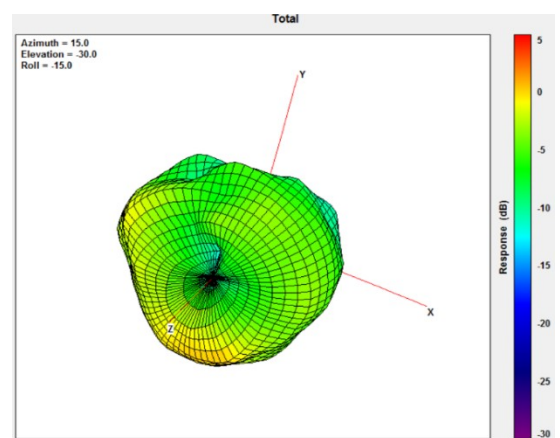 Total
Azimuth = 15.0
Elevation = -30.0
Roll = -15.0
Y
X
Z
5
0
-5
-10
-15
-20
-25
-30
Response (dB)